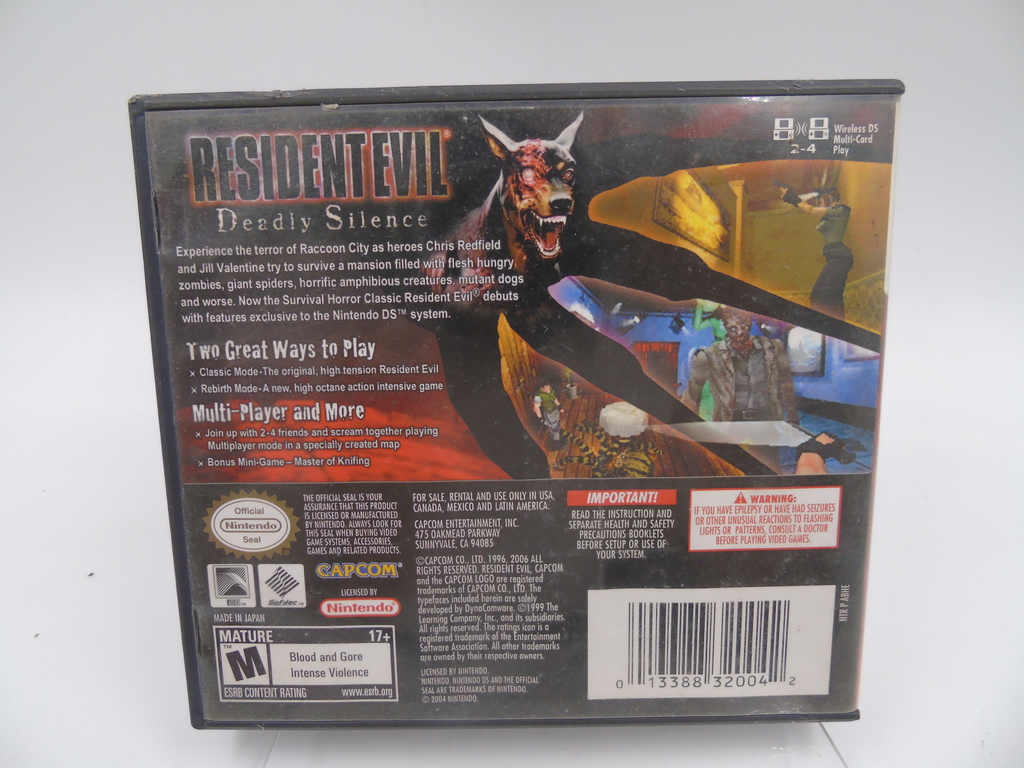 RESIDENT EVIL®
Deadly Silence
Wireless DS
Multi-Card
Play
2-4
Experience the terror of Raccoon City as heroes Chris Redfield
and Jill Valentine try to survive a mansion filled with flesh hungry
zombies, giant spiders, horrific amphibious creatures, mutant dogs
and worse. Now the Survival Horror Classic Resident Evil® debuts
with features exclusive to the Nintendo DS™ system.
Two Great Ways to Play
x Classic Mode-The original, high tension Resident Evil
x Rebirth Mode-A new, high octane action intensive game
Multi-Player and More
x Join up with 2-4 friends and scream together playing
Multiplayer mode in a specially created map
x Bonus Mini-Game – Master of Knifing
Official
Nintendo
Seal
THE OFFICIAL SEAL IS YOUR
ASSURANCE THAT THIS PRODUCT
IS LICENSED OR MANUFACTURED
BY NINTENDO. ALWAYS LOOK FOR
THIS SEAL WHEN BUYING VIDEO
GAME SYSTEMS, ACCESSORIES,
GAMES AND RELATED PRODUCTS.
CAPCOM®
LICENSED BY
Nintendo®
MADE IN JAPAN
MATURE 17+
M
™
Blood and Gore
Intense Violence
ESRB CONTENT RATING www.esrb.org
FOR SALE, RENTAL AND USE ONLY IN USA,
CANADA, MEXICO AND LATIN AMERICA.
CAPCOM ENTERTAINMENT, INC.
475 OAKMEAD PARKWAY
SUNNYVALE, CA 94085
©CAPCOM CO., LTD. 1996, 2006 ALL
RIGHTS RESERVED. RESIDENT EVIL, CAPCOM
and the CAPCOM LOGO are registered
trademarks of CAPCOM CO., LTD. The
typefaces included herein are solely
developed by DynaComware. ©1999 The
Learning Company, Inc., and its subsidiaries.
All rights reserved. The ratings icon is a
registered trademark of the Entertainment
Software Association. All other trademarks
are owned by their respective owners.
LICENSED BY NINTENDO.
NINTENDO, NINTENDO DS AND THE OFFICIAL
SEAL ARE TRADEMARKS OF NINTENDO.
© 2004 NINTENDO.
IMPORTANT!
READ THE INSTRUCTION AND
SEPARATE HEALTH AND SAFETY
PRECAUTIONS BOOKLETS
BEFORE SETUP OR USE OF
YOUR SYSTEM.
WARNING:
IF YOU HAVE EPILEPSY OR HAVE HAD SEIZURES
OR OTHER UNUSUAL REACTIONS TO FLASHING
LIGHTS OR PATTERNS, CONSULT A DOCTOR
BEFORE PLAYING VIDEO GAMES.
NTR P ABHE
0 13388 32004 2